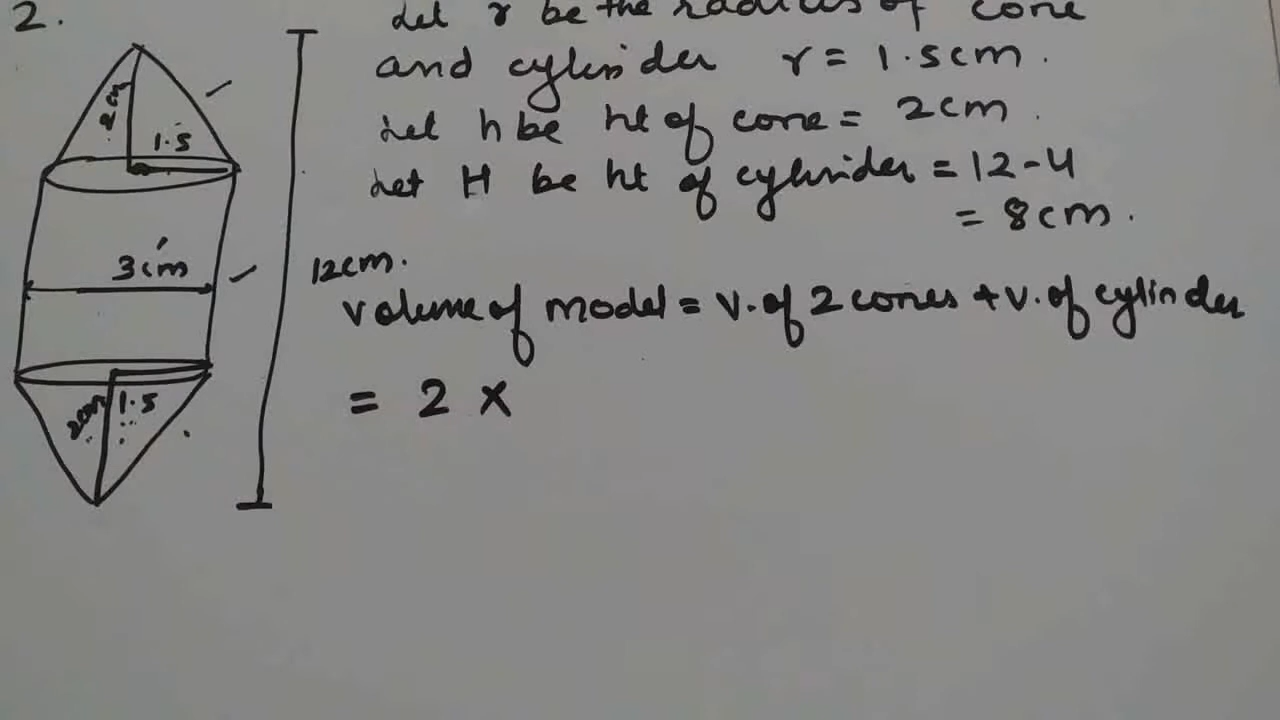 2.
Let r be the radius of cone
and cylinder r = 1.5cm.
Let h be ht of cone = 2cm.
Let H be ht of cylinder = 12-4
= 8cm.
2cm
1.5
3cm
12cm.
volume of model = v. of 2 cones + v. of cylinder
= 2 ×
2cm
1.5